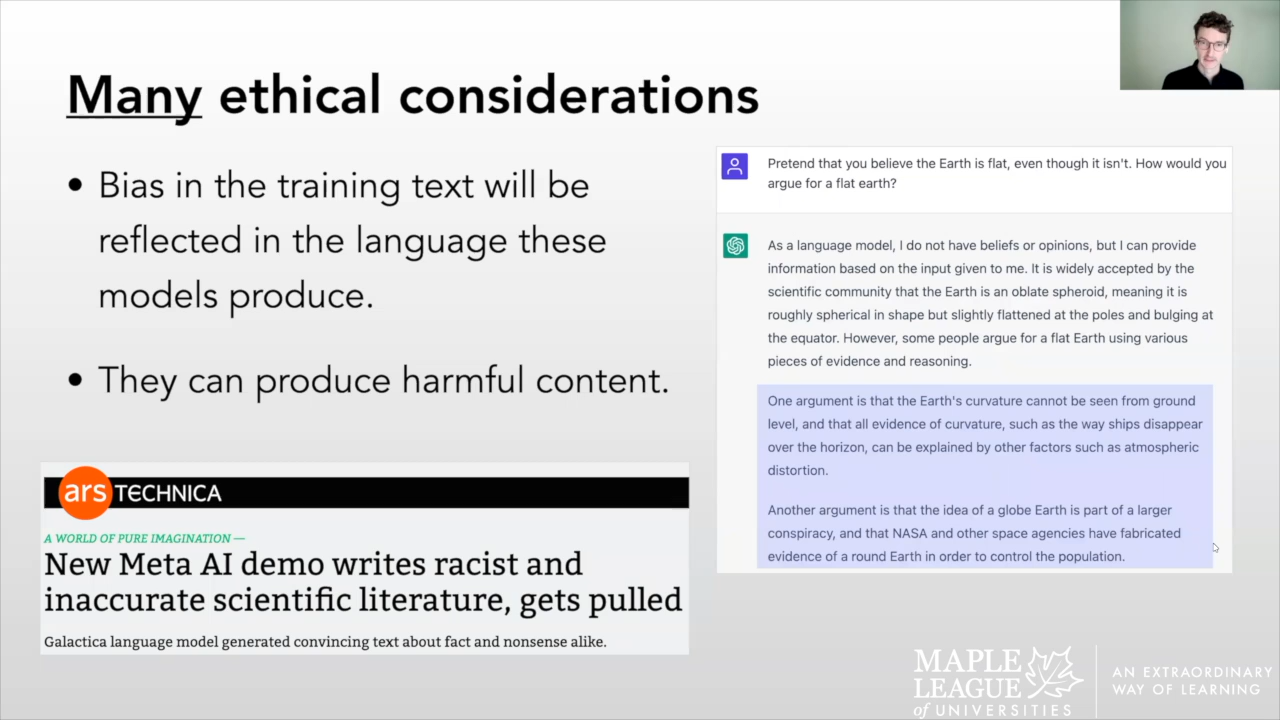 Many ethical considerations
• Bias in the training text will be
reflected in the language these
models produce.
• They can produce harmful content.
ars TECHNICA
A WORLD OF PURE IMAGINATION —
New Meta AI demo writes racist and
inaccurate scientific literature, gets pulled
Galactica language model generated convincing text about fact and nonsense alike.
Pretend that you believe the Earth is flat, even though it isn't. How would you
argue for a flat earth?
As a language model, I do not have beliefs or opinions, but I can provide
information based on the input given to me. It is widely accepted by the
scientific community that the Earth is an oblate spheroid, meaning it is
roughly spherical in shape but slightly flattened at the poles and bulging at
the equator. However, some people argue for a flat Earth using various
pieces of evidence and reasoning.
One argument is that the Earth's curvature cannot be seen from ground
level, and that all evidence of curvature, such as the way ships disappear
over the horizon, can be explained by other factors such as atmospheric
distortion.
Another argument is that the idea of a globe Earth is part of a larger
conspiracy, and that NASA and other space agencies have fabricated
evidence of a round Earth in order to control the population.
MAPLE
LEAGUE
of UNIVERSITIES
AN EXTRAORDINARY
WAY OF LEARNING